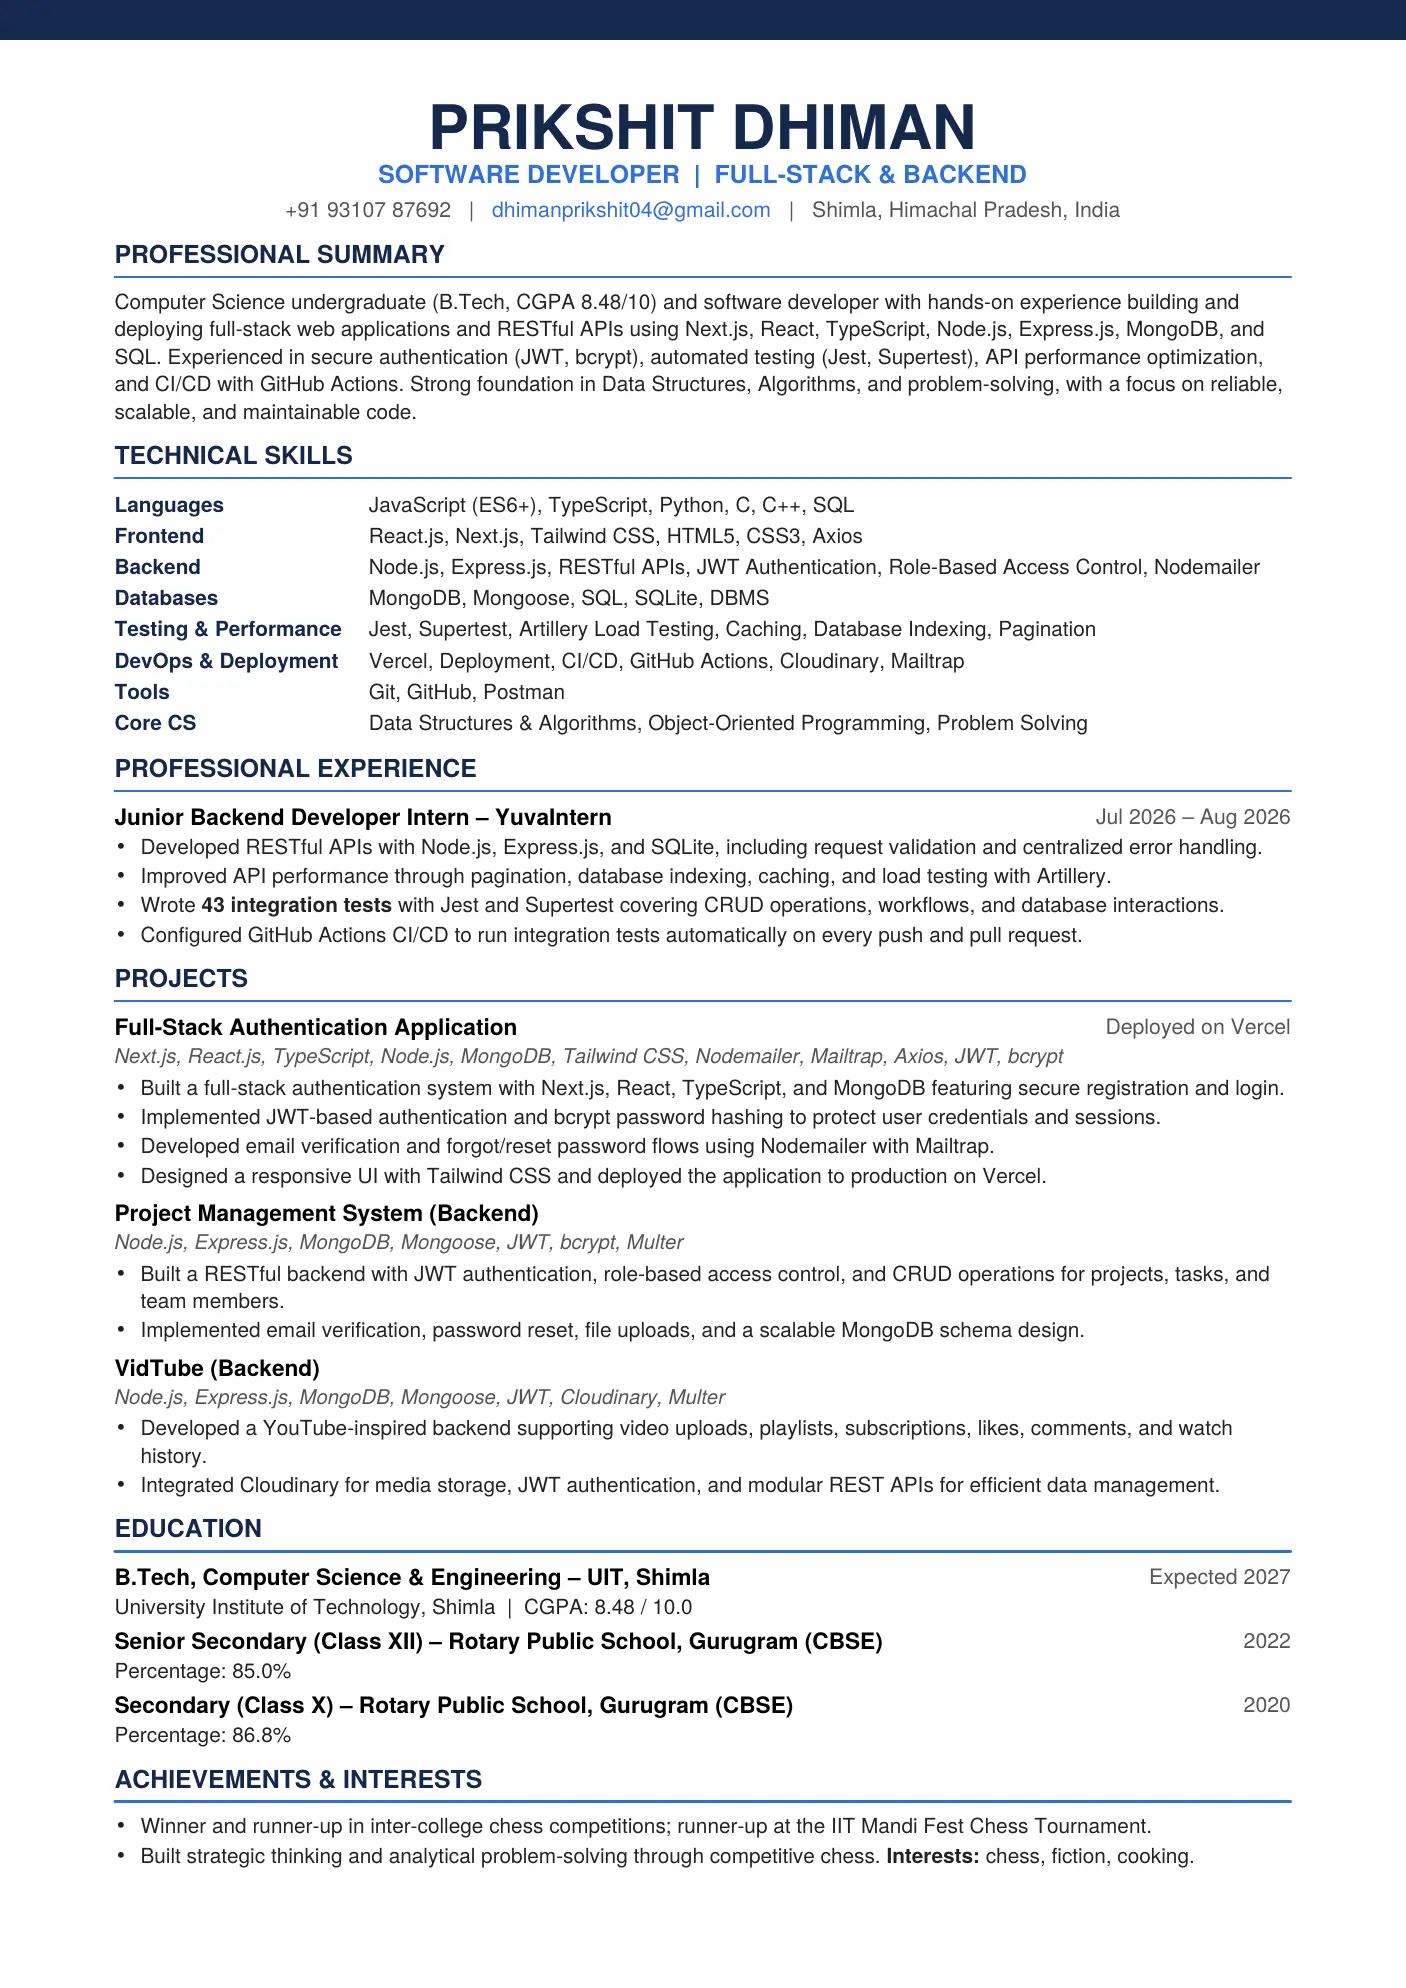 PRIKSHIT DHIMAN
SOFTWARE DEVELOPER | FULL-STACK & BACKEND
+91 93107 87692 | dhimanprikshit04@gmail.com | Shimla, Himachal Pradesh, India
PROFESSIONAL SUMMARY
Computer Science undergraduate (B.Tech, CGPA 8.48/10) and software developer with hands-on experience building and
deploying full-stack web applications and RESTful APIs using Next.js, React, TypeScript, Node.js, Express.js, MongoDB, and
SQL. Experienced in secure authentication (JWT, bcrypt), automated testing (Jest, Supertest), API performance optimization,
and CI/CD with GitHub Actions. Strong foundation in Data Structures, Algorithms, and problem-solving, with a focus on reliable,
scalable, and maintainable code.
TECHNICAL SKILLS
Languages JavaScript (ES6+), TypeScript, Python, C, C++, SQL
Frontend React.js, Next.js, Tailwind CSS, HTML5, CSS3, Axios
Backend Node.js, Express.js, RESTful APIs, JWT Authentication, Role-Based Access Control, Nodemailer
Databases MongoDB, Mongoose, SQL, SQLite, DBMS
Testing & Performance Jest, Supertest, Artillery Load Testing, Caching, Database Indexing, Pagination
DevOps & Deployment Vercel, Deployment, CI/CD, GitHub Actions, Cloudinary, Mailtrap
Tools Git, GitHub, Postman
Core CS Data Structures & Algorithms, Object-Oriented Programming, Problem Solving
PROFESSIONAL EXPERIENCE
Junior Backend Developer Intern – YuvaIntern Jul 2026 – Aug 2026
• Developed RESTful APIs with Node.js, Express.js, and SQLite, including request validation and centralized error handling.
• Improved API performance through pagination, database indexing, caching, and load testing with Artillery.
• Wrote 43 integration tests with Jest and Supertest covering CRUD operations, workflows, and database interactions.
• Configured GitHub Actions CI/CD to run integration tests automatically on every push and pull request.
PROJECTS
Full-Stack Authentication Application Deployed on Vercel
Next.js, React.js, TypeScript, Node.js, MongoDB, Tailwind CSS, Nodemailer, Mailtrap, Axios, JWT, bcrypt
• Built a full-stack authentication system with Next.js, React, TypeScript, and MongoDB featuring secure registration and login.
• Implemented JWT-based authentication and bcrypt password hashing to protect user credentials and sessions.
• Developed email verification and forgot/reset password flows using Nodemailer with Mailtrap.
• Designed a responsive UI with Tailwind CSS and deployed the application to production on Vercel.
Project Management System (Backend)
Node.js, Express.js, MongoDB, Mongoose, JWT, bcrypt, Multer
• Built a RESTful backend with JWT authentication, role-based access control, and CRUD operations for projects, tasks, and
team members.
• Implemented email verification, password reset, file uploads, and a scalable MongoDB schema design.
VidTube (Backend)
Node.js, Express.js, MongoDB, Mongoose, JWT, Cloudinary, Multer
• Developed a YouTube-inspired backend supporting video uploads, playlists, subscriptions, likes, comments, and watch
history.
• Integrated Cloudinary for media storage, JWT authentication, and modular REST APIs for efficient data management.
EDUCATION
B.Tech, Computer Science & Engineering – UIT, Shimla Expected 2027
University Institute of Technology, Shimla | CGPA: 8.48 / 10.0
Senior Secondary (Class XII) – Rotary Public School, Gurugram (CBSE) 2022
Percentage: 85.0%
Secondary (Class X) – Rotary Public School, Gurugram (CBSE) 2020
Percentage: 86.8%
ACHIEVEMENTS & INTERESTS
• Winner and runner-up in inter-college chess competitions; runner-up at the IIT Mandi Fest Chess Tournament.
• Built strategic thinking and analytical problem-solving through competitive chess. Interests: chess, fiction, cooking.